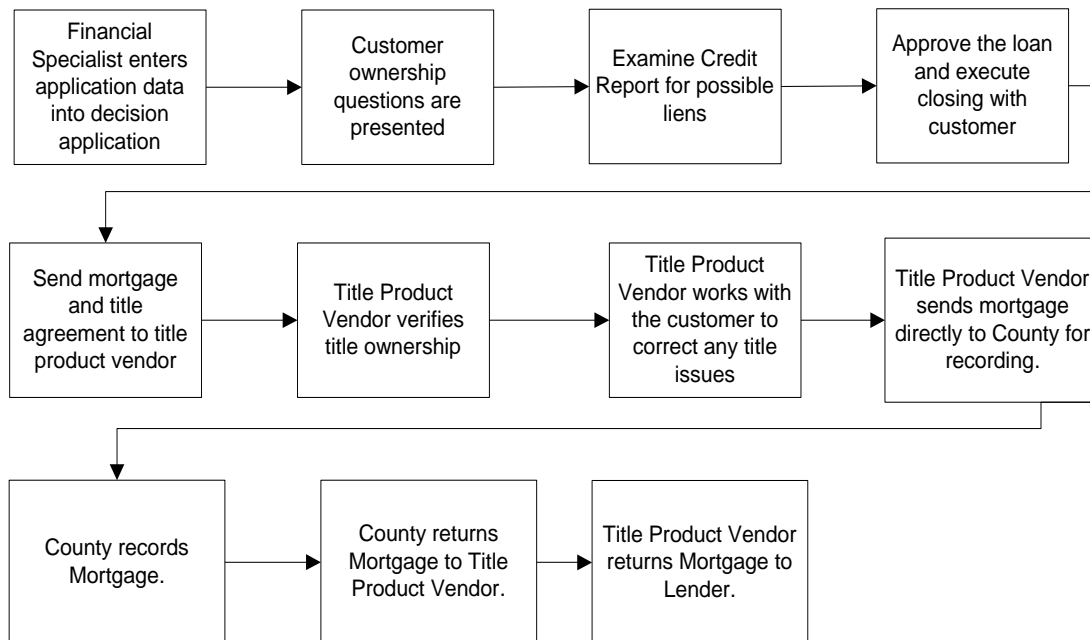 Financial
Specialist enters
application data
into decision
application
Customer
ownership
questions are
presented
Examine Credit
Report for possible
liens
Approve the loan
and execute
closing with
customer
Send mortgage
and title
agreement to title
product vendor
Title Product
Vendor verifies
title ownership
Title Product
Vendor works with
the customer to
correct any title
issues
Title Product Vendor
sends mortgage
directly to County for
recording.
County records
Mortgage.
County returns
Mortgage to Title
Product Vendor.
Title Product Vendor
returns Mortgage to
Lender.